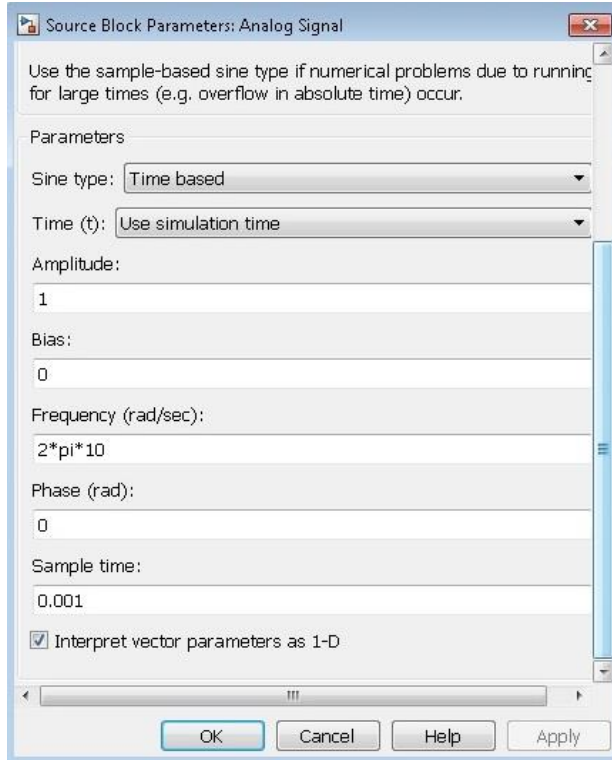 Source Block Parameters: Analog Signal
Use the sample-based sine type if numerical problems due to running
for large times (e.g. overflow in absolute time) occur.
Parameters
Sine type: Time based
Time (t): Use simulation time
Amplitude:
1
Bias:
0
Frequency (rad/sec):
2*pi*10
Phase (rad):
0
Sample time:
0.001
Interpret vector parameters as 1-D
OK Cancel Help Apply